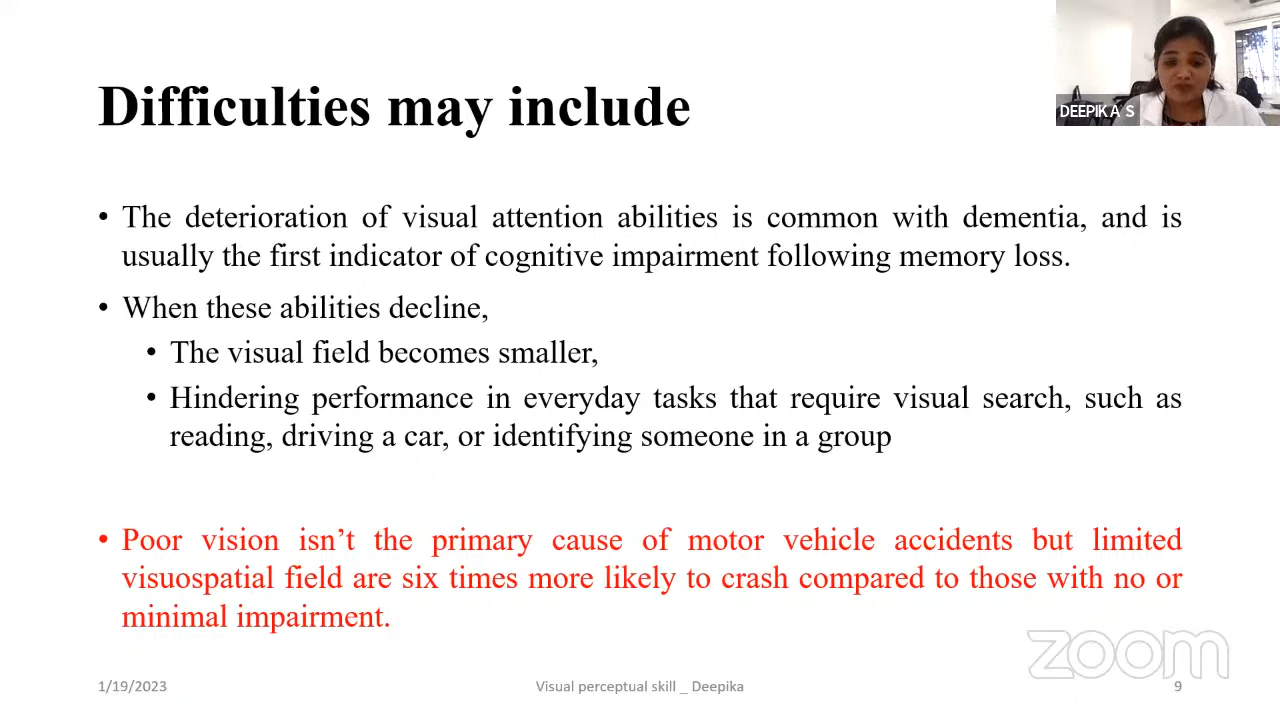 Difficulties may include
DEEPIKA S
• The deterioration of visual attention abilities is common with dementia, and is
usually the first indicator of cognitive impairment following memory loss.
• When these abilities decline,
• The visual field becomes smaller,
• Hindering performance in everyday tasks that require visual search, such as
reading, driving a car, or identifying someone in a group
• Poor vision isn’t the primary cause of motor vehicle accidents but limited
visuospatial field are six times more likely to crash compared to those with no or
minimal impairment.
zoom
1/19/2023
Visual perceptual skill _ Deepika
9